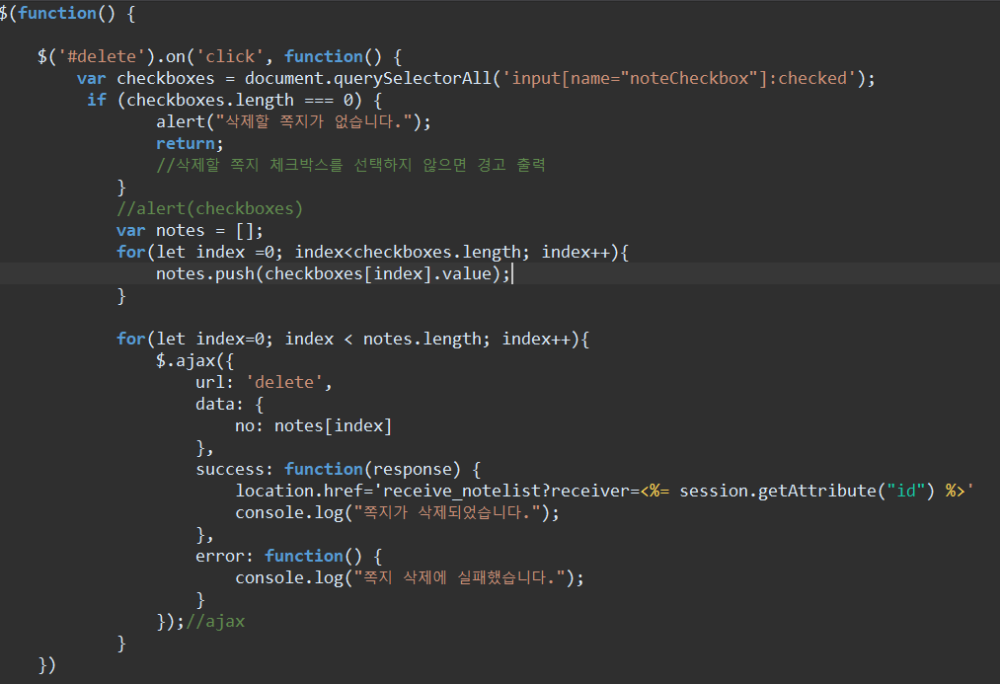 $(function() {
$('#delete').on('click', function() {
var checkboxes = document.querySelectorAll('input[name="noteCheckbox"]:checked');
if (checkboxes.length === 0) {
alert("삭제할 쪽지가 없습니다.");
return;
//삭제할 쪽지 체크박스를 선택하지 않으면 경고 출력
}
//alert(checkboxes)
var notes = [];
for(let index =0; index<checkboxes.length; index++){
notes.push(checkboxes[index].value);
}
for(let index=0; index < notes.length; index++){
$.ajax({
url: 'delete',
data: {
no: notes[index]
},
success: function(response) {
location.href='receive_notelist?receiver=<%= session.getAttribute("id") %>'
console.log("쪽지가 삭제되었습니다.");
},
error: function() {
console.log("쪽지 삭제에 실패했습니다.");
}
});//ajax
}
})